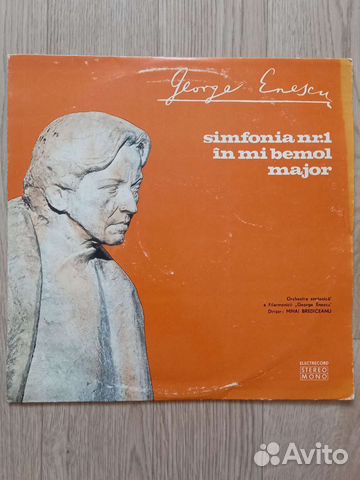 George Enescu
simfonia nr.1
în mi bemol
major
Orchestra simfonică
a Filarmonicii „George Enescu”
Dirijor: MIHAI BREDICEANU
ELECTRECORD
STEREO
MONO
Avito